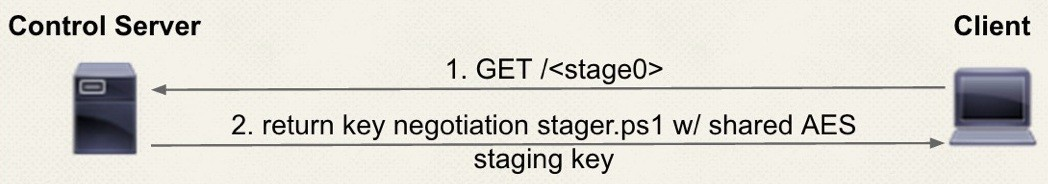 Control Server
Client
1. GET /<stage0>
2. return key negotiation stager.ps1 w/ shared AES
staging key